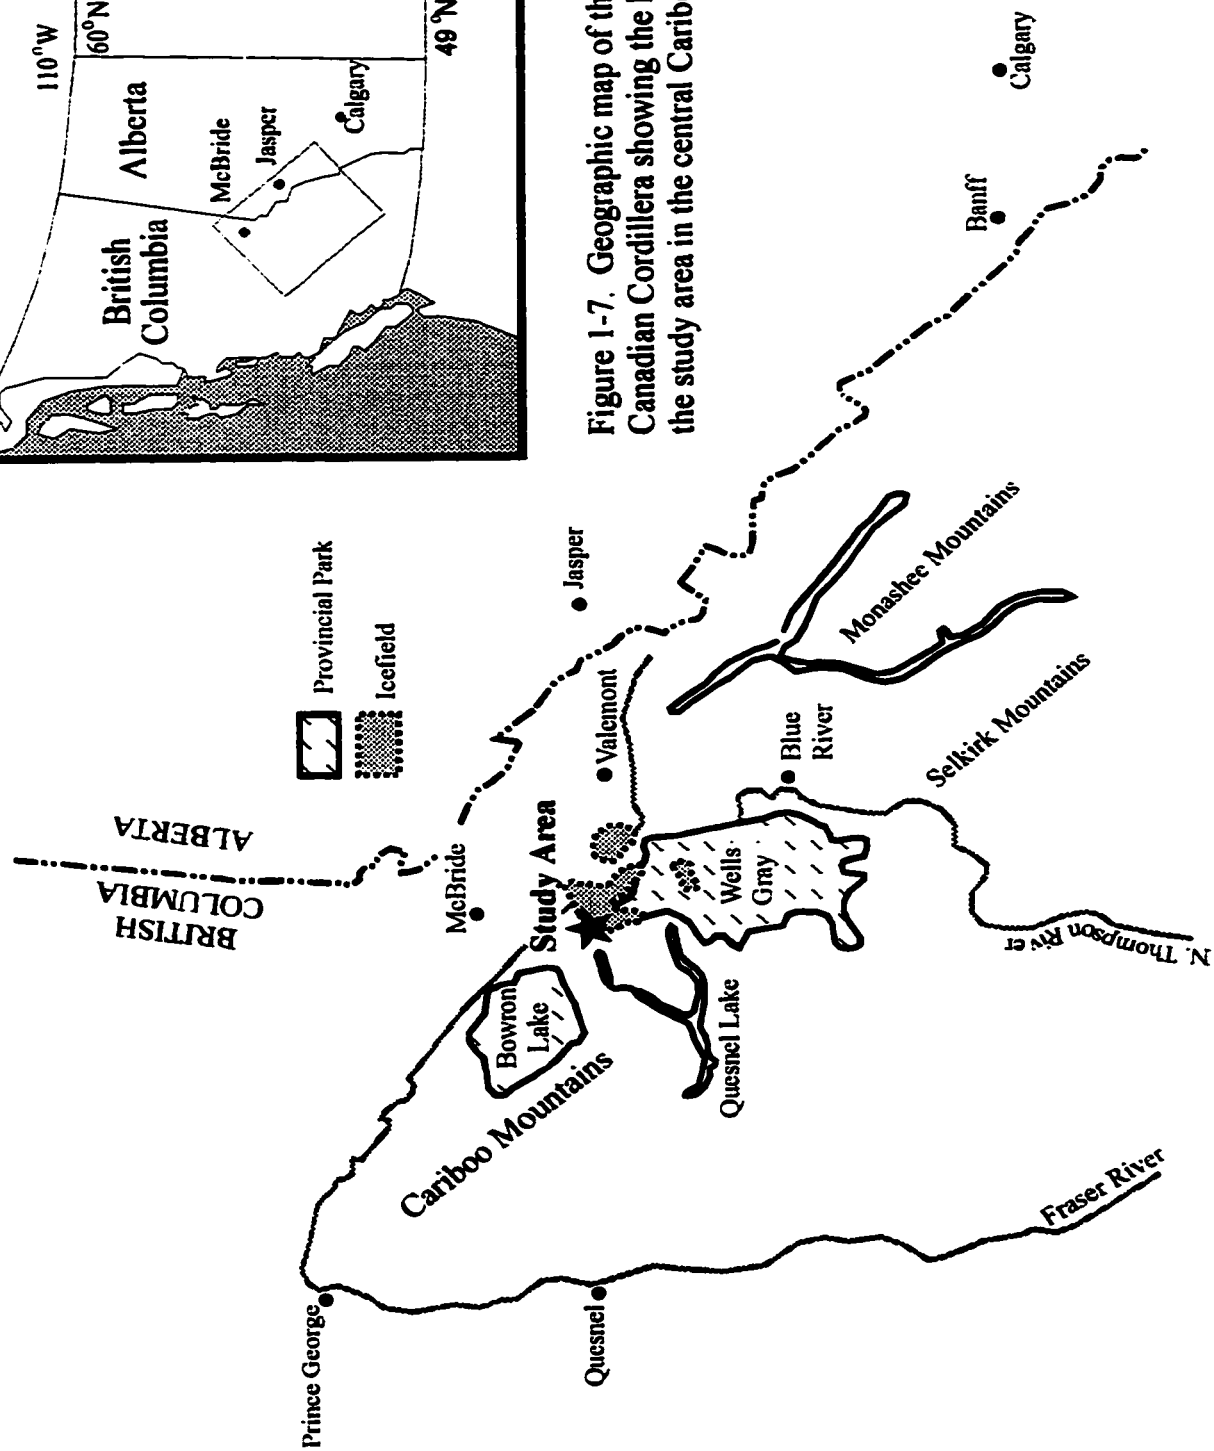 110°W
60°N
49 °N
Alberta
British
Columbia
McBride
Jasper
Calgary
Figure 1-7. Geographic map of th
Canadian Cordillera showing the
the study area in the central Carib
Provincial Park
Icefield
BRITISH
COLUMBIA
ALBERTA
McBride
Jasper
Banff
Calgary
Study Area
Valemont
Prince George
Bowron
Lake
Cariboo Mountains
Wells
Gray
Blue
River
Monashee Mountains
Selkirk Mountains
Quesnel
Quesnel Lake
Fraser River
N. Thompson River